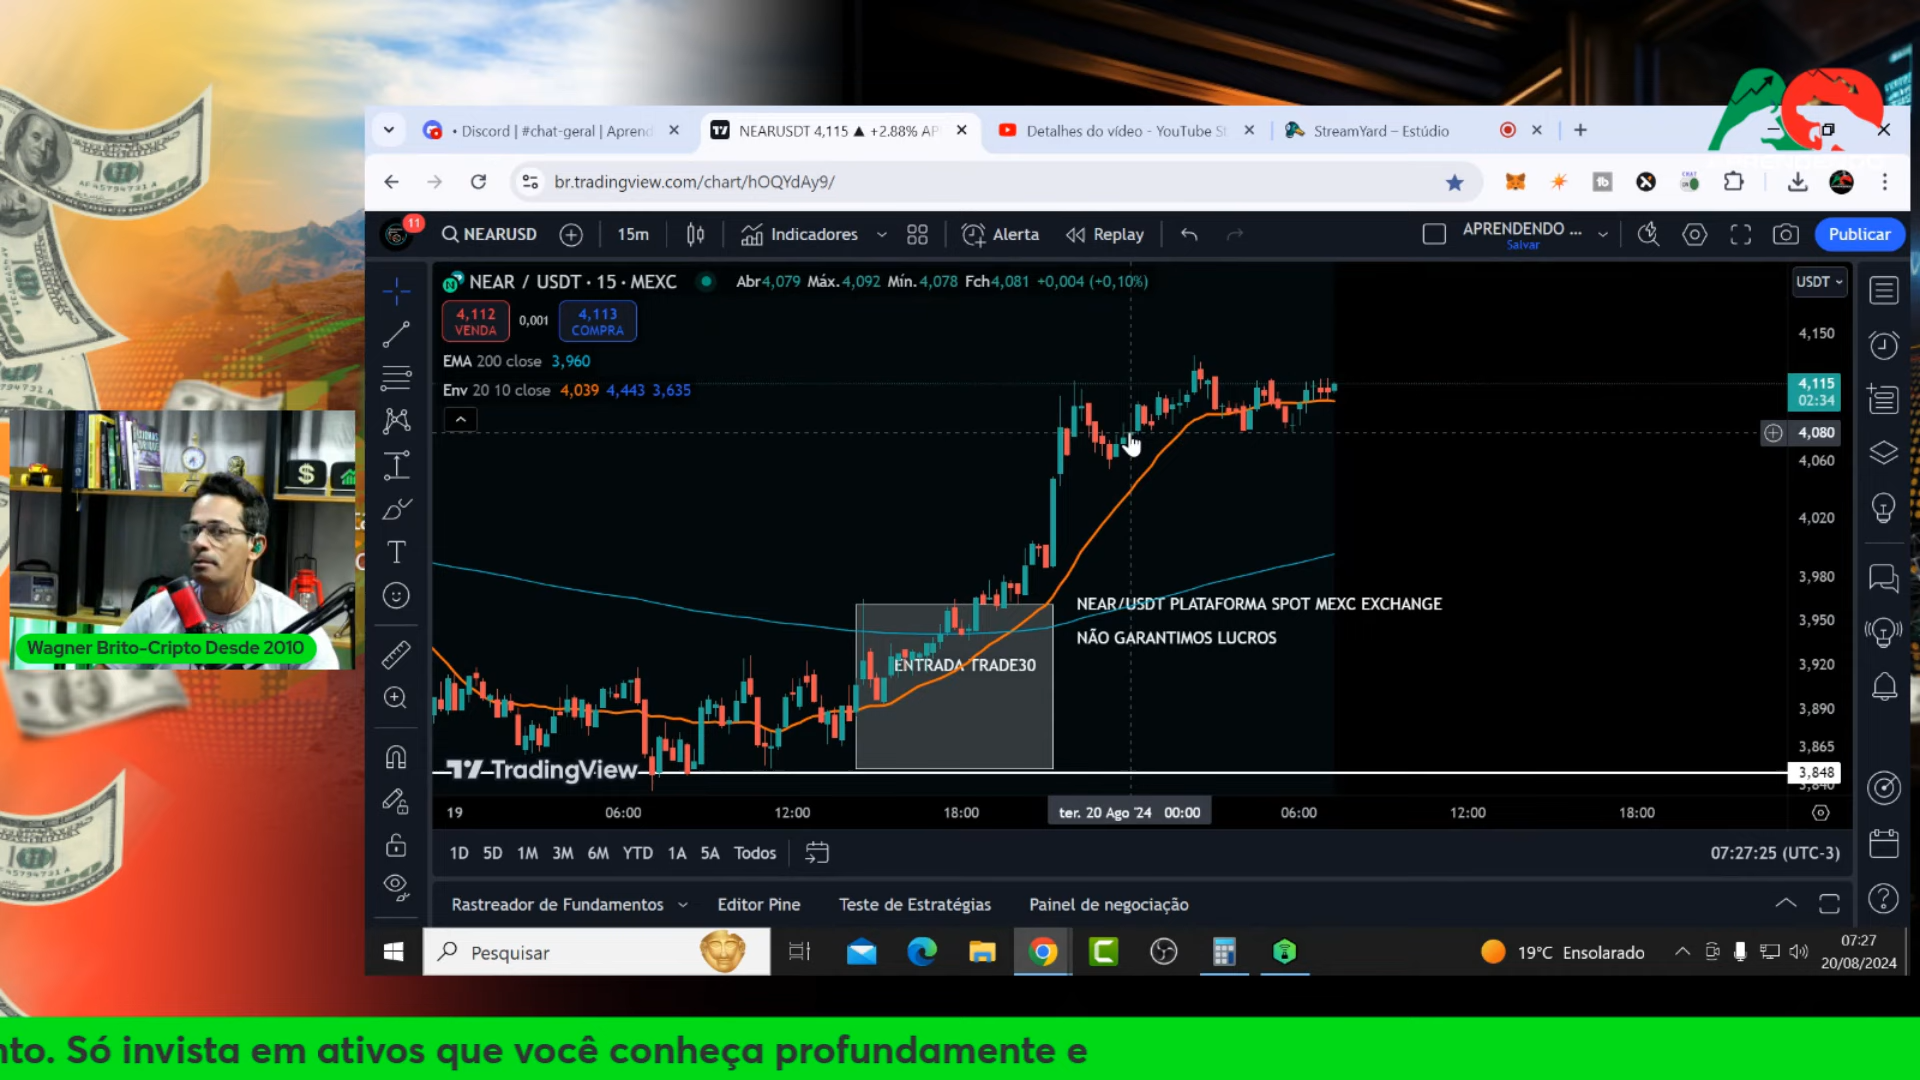 • Discord | #chat-geral | Aprend
NEARUSDT 4,115 ▲ +2.88% AP
Detalhes do vídeo - YouTube St
StreamYard – Estúdio
br.tradingview.com/chart/hOQYdAy9/
11
NEARUSD
15m
Indicadores
Alerta
Replay
APRENDENDO ...
Salvar
Publicar
NEAR / USDT · 15 · MEXC
Abr4,079 Máx.4,092 Mín.4,078 Fch4,081 +0,004 (+0,10%)
USDT
4,112
VENDA
0,001
4,113
COMPRA
EMA 200 close 3,960
Env 20 10 close 4,039 4,443 3,635
4,150
4,115
02:34
4,080
4,060
4,020
3,980
3,950
3,920
3,890
3,865
3,848
3,840
NEAR/USDT PLATAFORMA SPOT MEXC EXCHANGE
NÃO GARANTIMOS LUCROS
ENTRADA TRADE30
TradingView
Wagner Brito-Cripto Desde 2010
19
06:00
12:00
18:00
ter. 20 Ago '24 00:00
06:00
12:00
18:00
1D 5D 1M 3M 6M YTD 1A 5A Todos
07:27:25 (UTC-3)
Rastreador de Fundamentos
Editor Pine
Teste de Estratégias
Painel de negociação
Pesquisar
19°C Ensolarado
07:27
20/08/2024
nto. Só invista em ativos que você conheça profundamente e